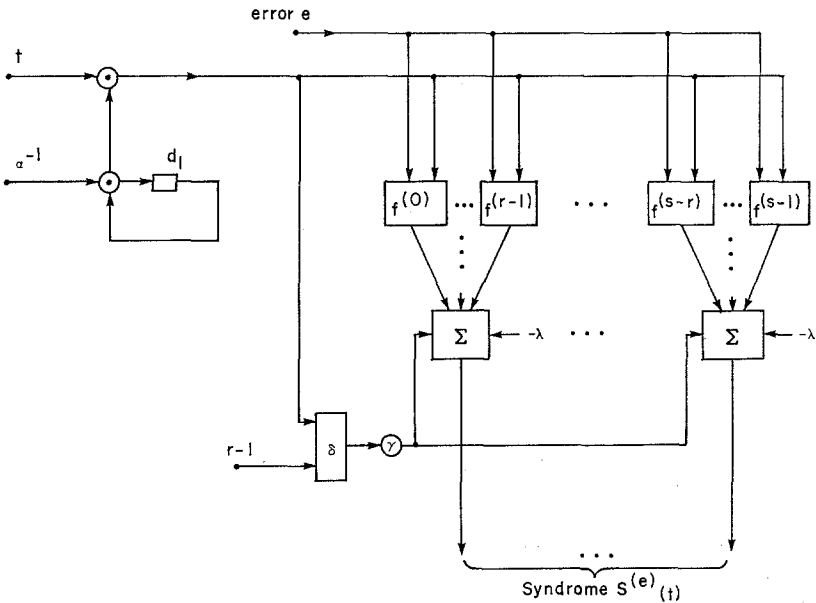 error e
t
α⁻¹
d₁
f⁽⁰⁾ ... f⁽ʳ⁻¹⁾ ... f⁽ˢ⁻ʳ⁾ ... f⁽ˢ⁻¹⁾
Σ -λ ... Σ -λ
r-1 δ γ
...
Syndrome S⁽ᵉ⁾₍ₜ₎